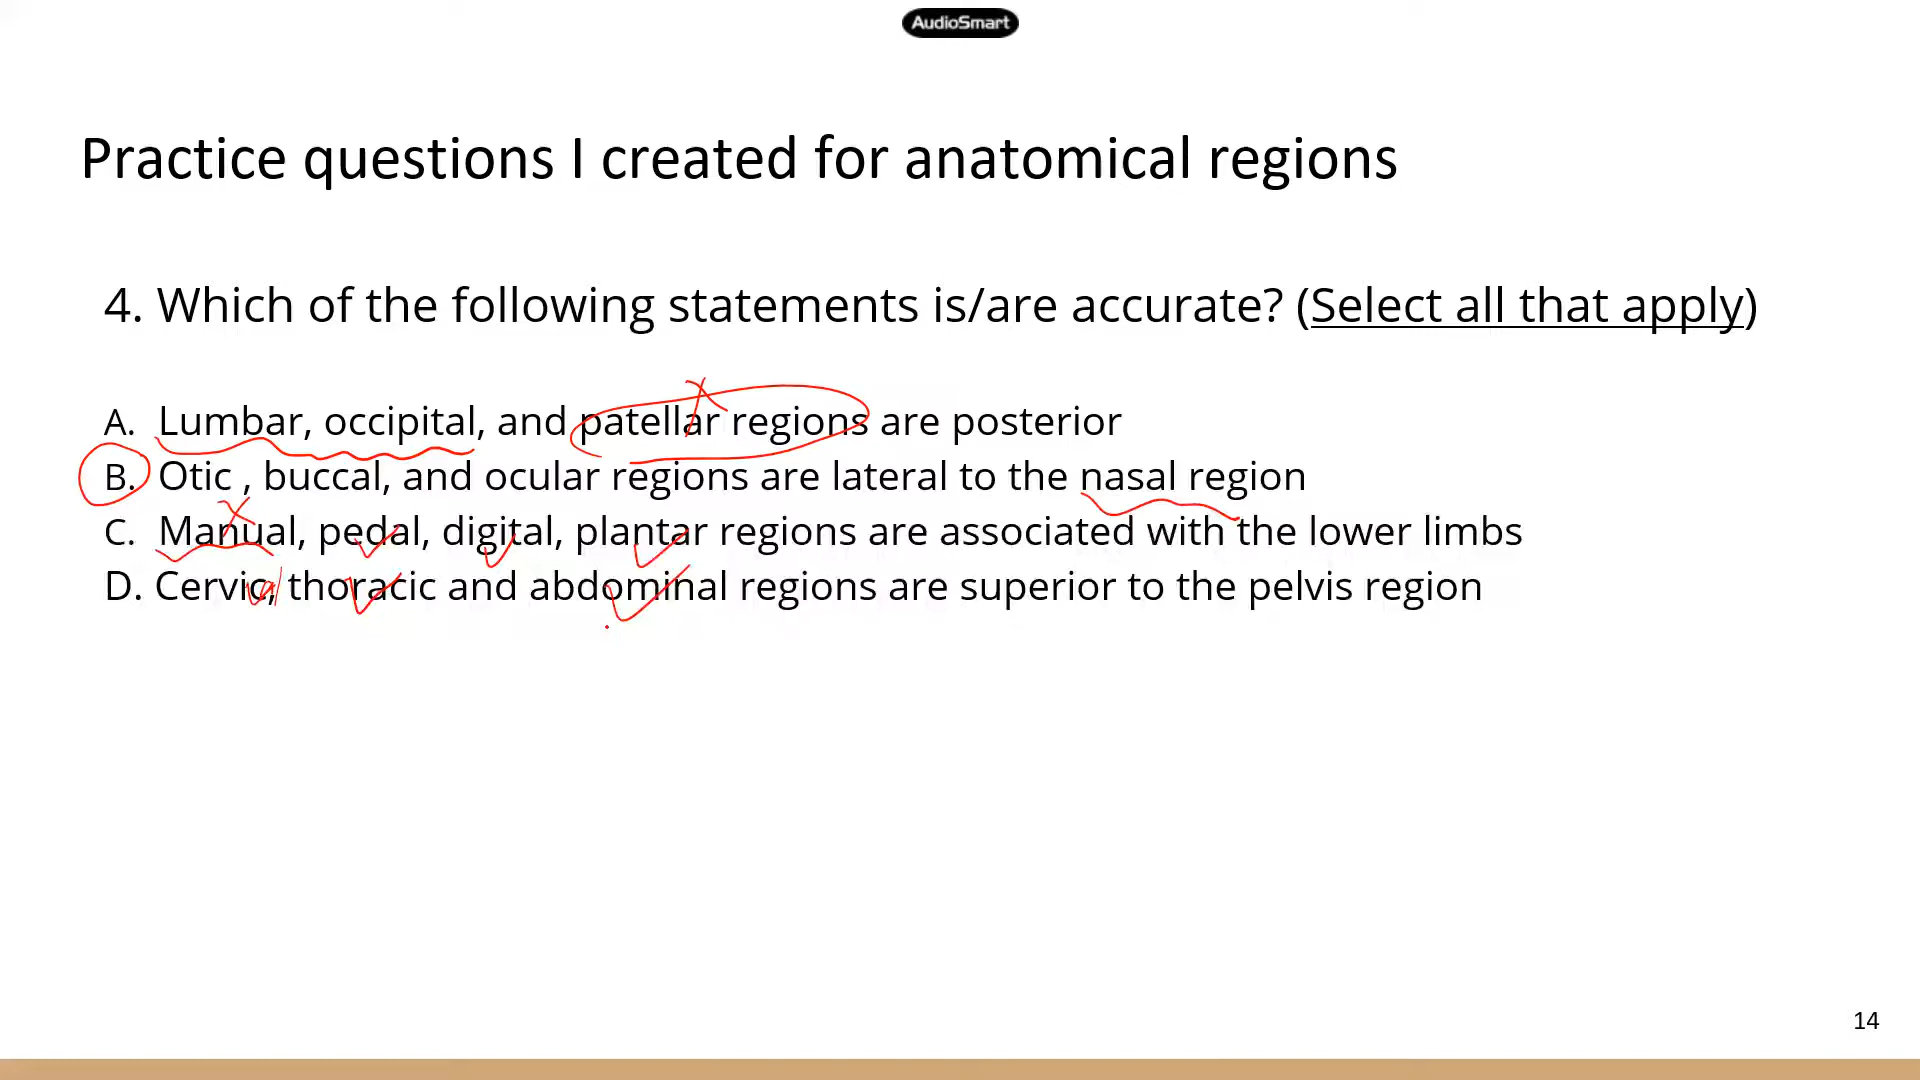 AudioSmart
Practice questions I created for anatomical regions
4. Which of the following statements is/are accurate? (Select all that apply)
A. Lumbar, occipital, and patellar regions are posterior
B. Otic , buccal, and ocular regions are lateral to the nasal region
C. Manual, pedal, digital, plantar regions are associated with the lower limbs
D. Cervic, thoracic and abdominal regions are superior to the pelvis region
al
14